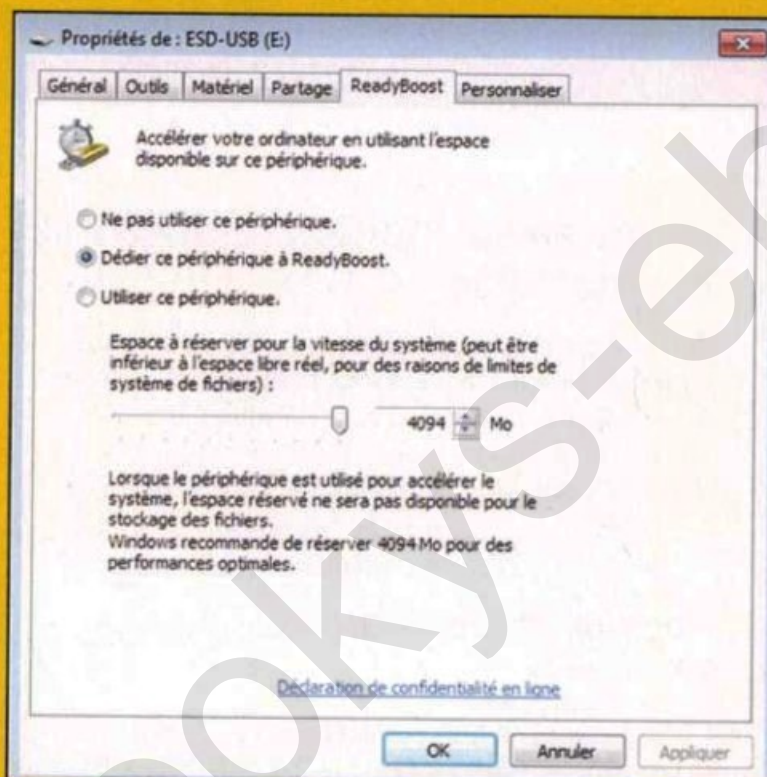 Propriétés de : ESD-USB (E:)
Général Outils Matériel Partage ReadyBoost Personnaliser
Accélérer votre ordinateur en utilisant l'espace
disponible sur ce périphérique.
Ne pas utiliser ce périphérique.
Dédier ce périphérique à ReadyBoost.
Utiliser ce périphérique.
Espace à réserver pour la vitesse du système (peut être
inférieur à l'espace libre réel, pour des raisons de limites de
système de fichiers) :
4094 Mo
Lorsque le périphérique est utilisé pour accélérer le
système, l'espace réservé ne sera pas disponible pour le
stockage des fichiers.
Windows recommande de réserver 4094 Mo pour des
performances optimales.
Déclaration de confidentialité en ligne
OK Annuler Appliquer